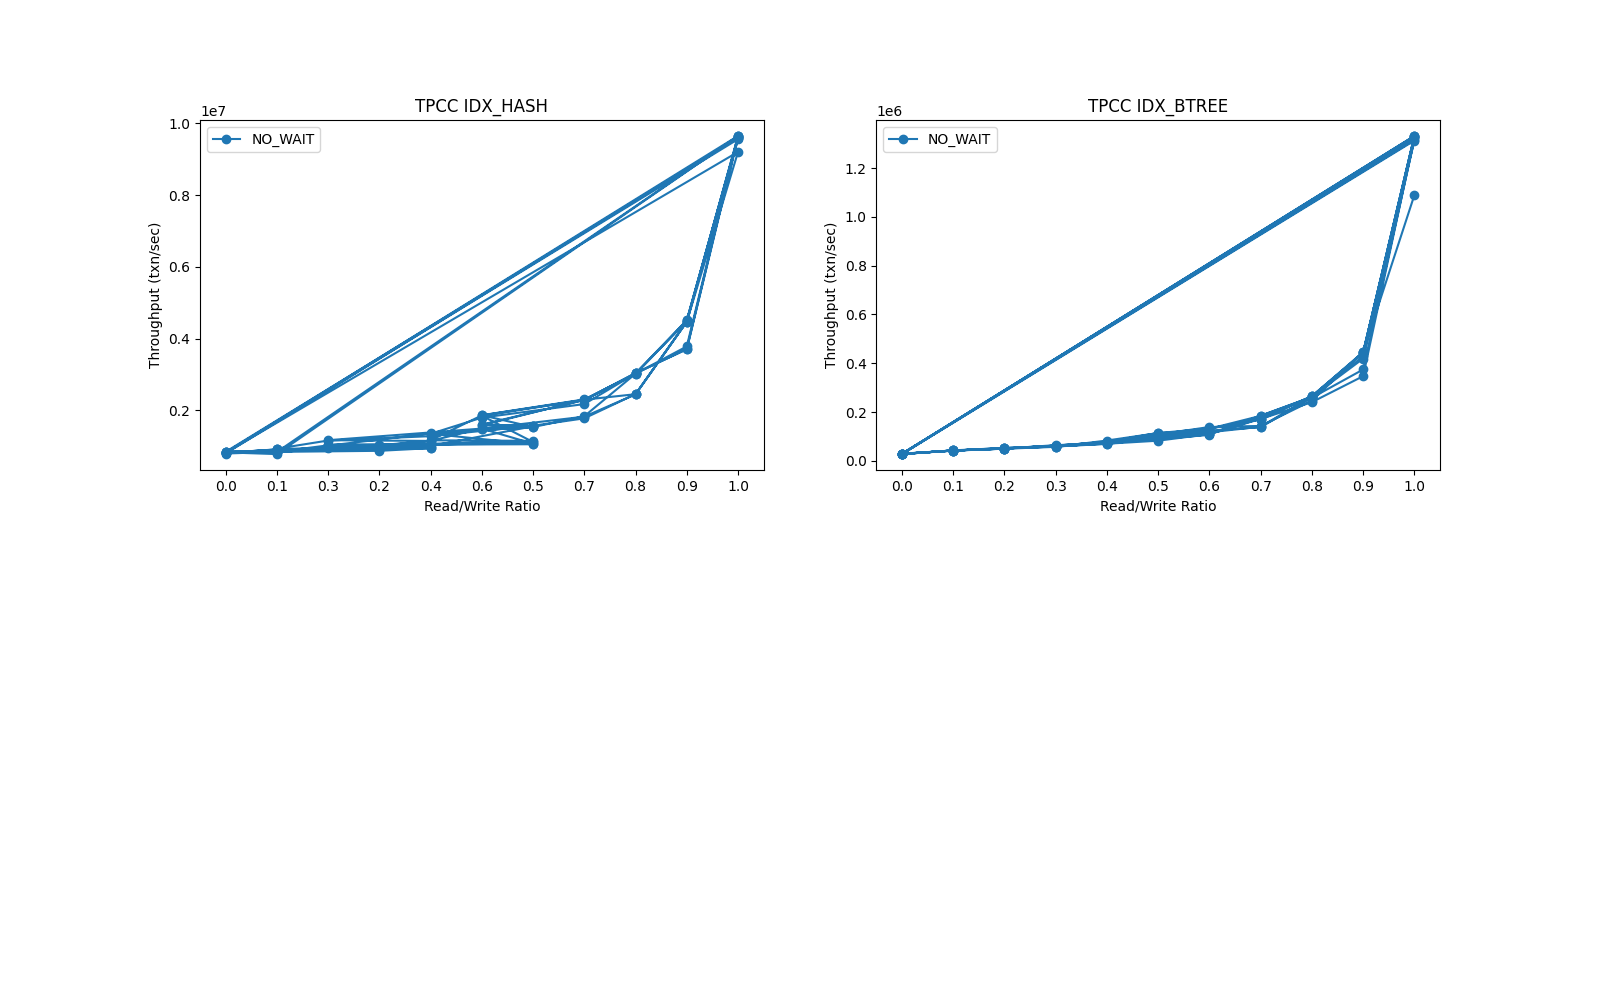 TPCC IDX_HASH
1e7
NO_WAIT
1.0
0.8
0.6
0.4
0.2
Throughput (txn/sec)
0.0 0.1 0.3 0.2 0.4 0.6 0.5 0.7 0.8 0.9 1.0
Read/Write Ratio
TPCC IDX_BTREE
1e6
NO_WAIT
1.2
1.0
0.8
0.6
0.4
0.2
0.0
Throughput (txn/sec)
0.0 0.1 0.2 0.3 0.4 0.5 0.6 0.7 0.8 0.9 1.0
Read/Write Ratio